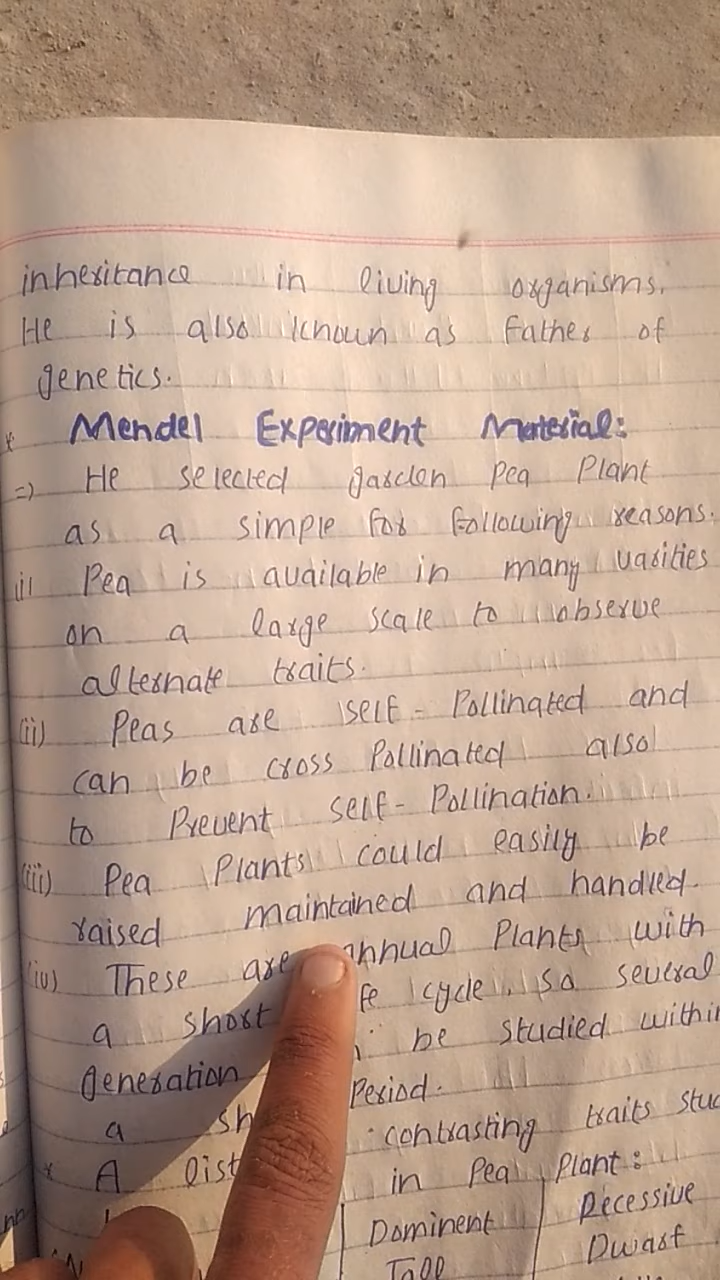 inheritance in living organisms.
He is also known as Father of
genetics.
* Mendel Experiment Material:
=) He selected garden Pea Plant
as a simple for following reasons.
(i) Pea is available in many varities
on a large scale to observe
alternate traits.
(ii) Peas are self-Pollinated and
can be cross Pollinated also
to Prevent self-Pollination.
(iii) Pea Plants could easily be
raised maintained and handled.
(iv) These are annual Plants with
a short cycle, so several
generation be studied within
a Period.
A contrasting traits
in Pea Plant:
Dominent Recessive
Tall Dwarf